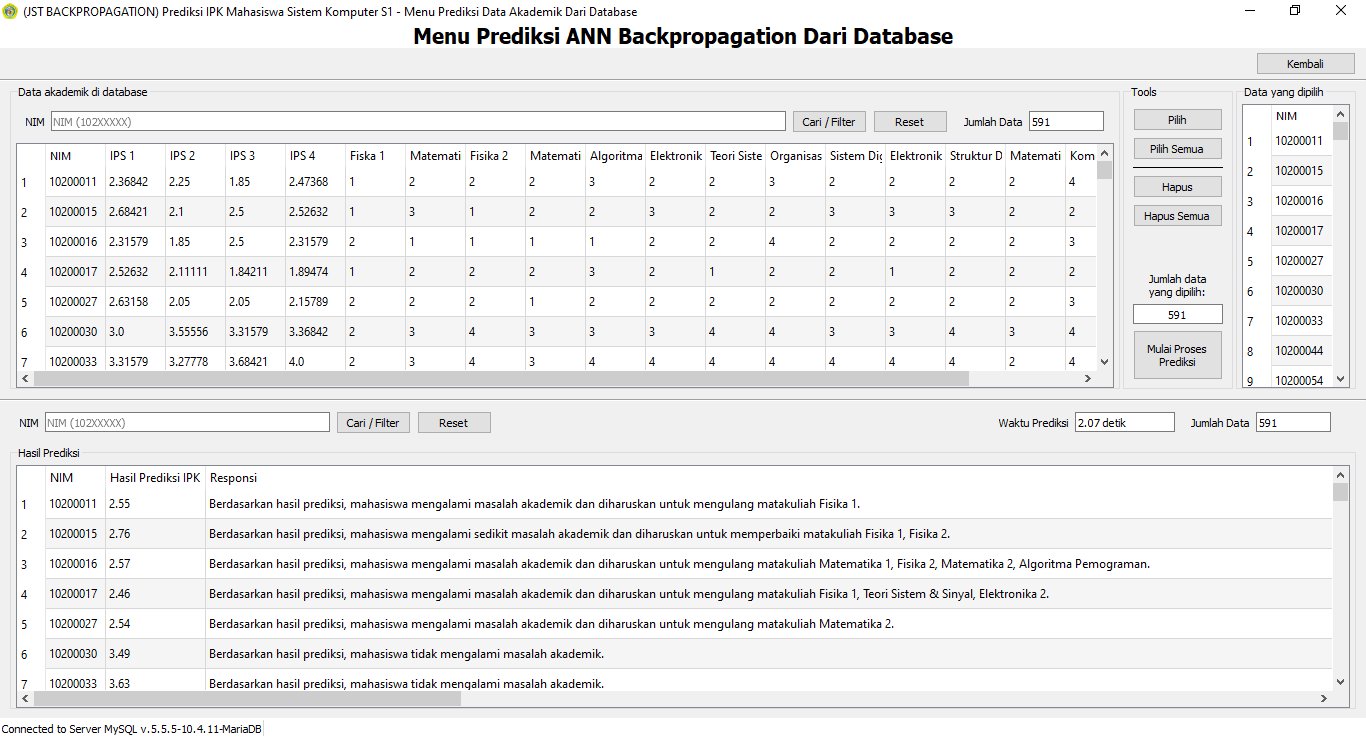 (JST BACKPROPAGATION) Prediksi IPK Mahasiswa Sistem Komputer S1 - Menu Prediksi Data Akademik Dari Database
Menu Prediksi ANN Backpropagation Dari Database
Kembali
Data akademik di database
NIM NIM (102XXXXX) Cari / Filter Reset Jumlah Data 591
NIM IPS 1 IPS 2 IPS 3 IPS 4 Fiska 1 Matemati Fisika 2 Matemati Algoritma Elektronik Teori Siste Organisas Sistem Dig Elektronik Struktur D Matemati Kom
1 10200011 2.36842 2.25 1.85 2.47368 1 2 2 2 3 2 2 3 2 2 2 2 4
2 10200015 2.68421 2.1 2.5 2.52632 1 3 1 2 2 3 2 2 3 3 3 2 2
3 10200016 2.31579 1.85 2.5 2.31579 2 1 1 1 1 2 2 4 2 2 2 2 3
4 10200017 2.52632 2.11111 1.84211 1.89474 1 2 2 2 3 2 1 2 2 1 2 2 2
5 10200027 2.63158 2.05 2.05 2.15789 2 2 2 1 2 2 2 2 2 2 2 2 3
6 10200030 3.0 3.55556 3.31579 3.36842 2 3 4 3 3 3 4 4 3 3 4 3 4
7 10200033 3.31579 3.27778 3.68421 4.0 2 3 4 3 4 4 4 4 4 4 4 2 4
Tools
Pilih
Pilih Semua
Hapus
Hapus Semua
Jumlah data
yang dipilih:
591
Mulai Proses
Prediksi
Data yang dipilih
NIM
1 10200011
2 10200015
3 10200016
4 10200017
5 10200027
6 10200030
7 10200033
8 10200044
9 10200054
NIM NIM (102XXXXX) Cari / Filter Reset Waktu Prediksi 2.07 detik Jumlah Data 591
Hasil Prediksi
NIM Hasil Prediksi IPK Responsi
1 10200011 2.55 Berdasarkan hasil prediksi, mahasiswa mengalami masalah akademik dan diharuskan untuk mengulang matakuliah Fisika 1.
2 10200015 2.76 Berdasarkan hasil prediksi, mahasiswa mengalami sedikit masalah akademik dan diharuskan untuk memperbaiki matakuliah Fisika 1, Fisika 2.
3 10200016 2.57 Berdasarkan hasil prediksi, mahasiswa mengalami masalah akademik dan diharuskan untuk mengulang matakuliah Matematika 1, Fisika 2, Matematika 2, Algoritma Pemograman.
4 10200017 2.46 Berdasarkan hasil prediksi, mahasiswa mengalami masalah akademik dan diharuskan untuk mengulang matakuliah Fisika 1, Teori Sistem & Sinyal, Elektronika 2.
5 10200027 2.54 Berdasarkan hasil prediksi, mahasiswa mengalami masalah akademik dan diharuskan untuk mengulang matakuliah Matematika 2.
6 10200030 3.49 Berdasarkan hasil prediksi, mahasiswa tidak mengalami masalah akademik.
7 10200033 3.63 Berdasarkan hasil prediksi, mahasiswa tidak mengalami masalah akademik.
Connected to Server MySQL v.5.5.5-10.4.11-MariaDB